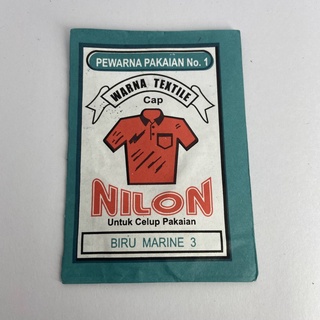 PEWARNA PAKAIAN No. 1
WARNA TEXTILE
Cap
NILON
Untuk Celup Pakaian
BIRU MARINE 3